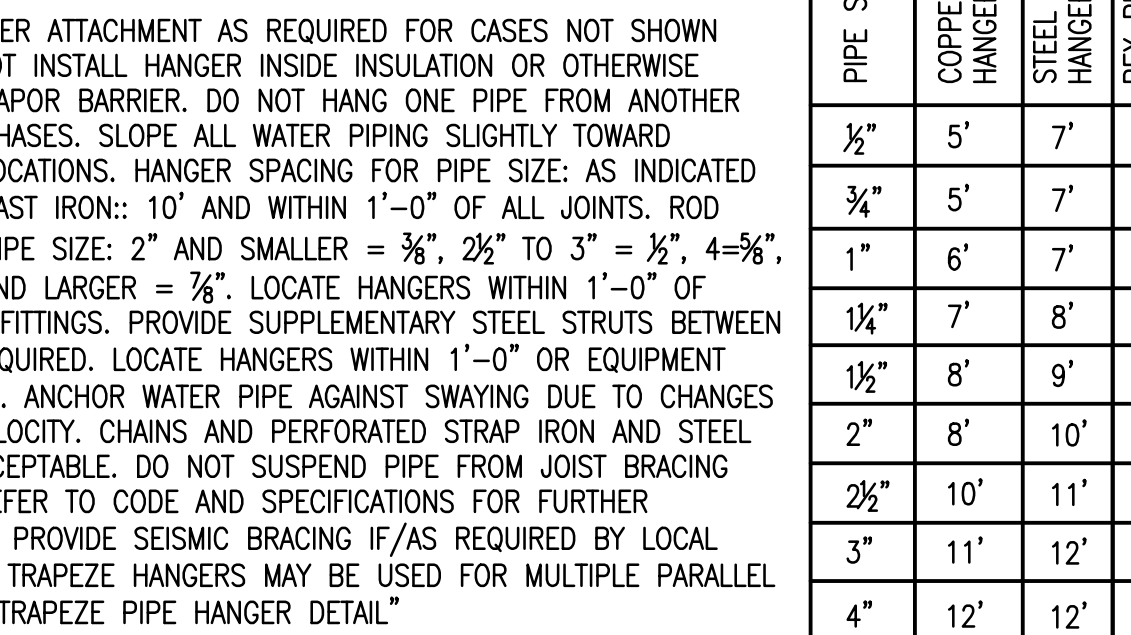 ER ATTACHMENT AS REQUIRED FOR CASES NOT SHOWN
OT INSTALL HANGER INSIDE INSULATION OR OTHERWISE
APOR BARRIER. DO NOT HANG ONE PIPE FROM ANOTHER
HASES. SLOPE ALL WATER PIPING SLIGHTLY TOWARD
OCATIONS. HANGER SPACING FOR PIPE SIZE: AS INDICATED
AST IRON:: 10' AND WITHIN 1'-0" OF ALL JOINTS. ROD
IPE SIZE: 2" AND SMALLER = ⅜", 2½" TO 3" = ½", 4=⅝",
ND LARGER = ⅞". LOCATE HANGERS WITHIN 1'-0" OF
FITTINGS. PROVIDE SUPPLEMENTARY STEEL STRUTS BETWEEN
QUIRED. LOCATE HANGERS WITHIN 1'-0" OR EQUIPMENT
. ANCHOR WATER PIPE AGAINST SWAYING DUE TO CHANGES
LOCITY. CHAINS AND PERFORATED STRAP IRON AND STEEL
CEPTABLE. DO NOT SUSPEND PIPE FROM JOIST BRACING
EFER TO CODE AND SPECIFICATIONS FOR FURTHER
PROVIDE SEISMIC BRACING IF/AS REQUIRED BY LOCAL
TRAPEZE HANGERS MAY BE USED FOR MULTIPLE PARALLEL
TRAPEZE PIPE HANGER DETAIL"
PIPE S
COPPE
HANGER
STEEL
HANGER
½" 5' 7'
¾" 5' 7'
1" 6' 7'
1¼" 7' 8'
1½" 8' 9'
2" 8' 10'
2½" 10' 11'
3" 11' 12'
4" 12' 12'